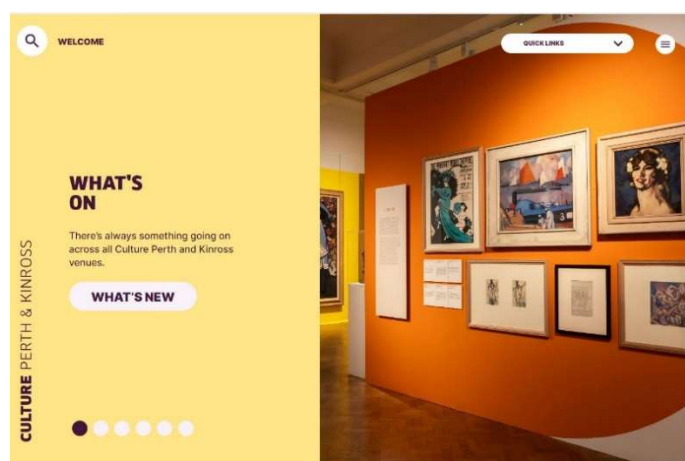 WELCOME
QUICK LINKS
WHAT'S
ON
There's always something going on
across all Culture Perth and Kinross
venues.
WHAT'S NEW
CULTURE PERTH & KINROSS